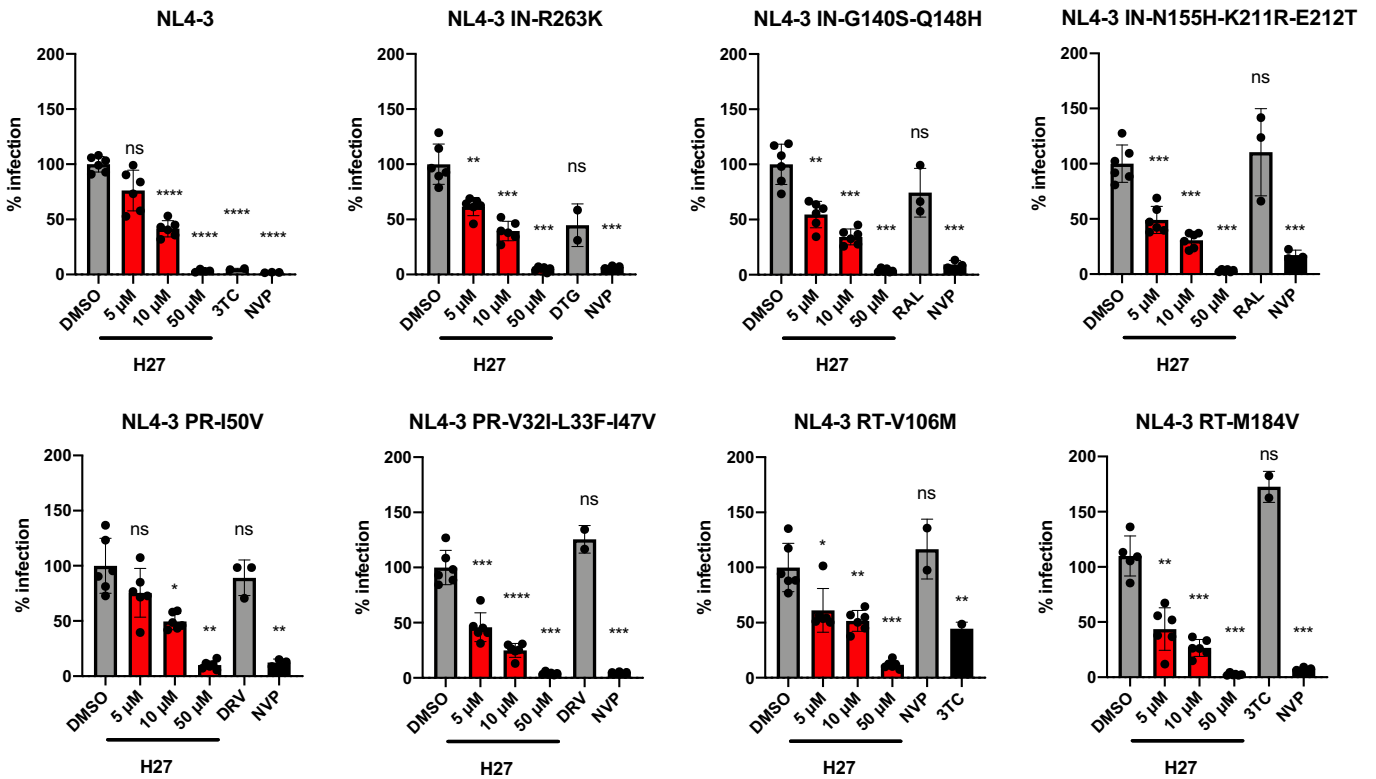 NL4-3
% infection
200
150
100
50
0
ns
****
****
****
****
DMSO
5 µM
10 µM
50 µM
3TC
NVP
H27
NL4-3 IN-R263K
% infection
200
150
100
50
0
**
***
***
ns
***
DMSO
5 µM
10 µM
50 µM
DTG
NVP
H27
NL4-3 IN-G140S-Q148H
% infection
200
150
100
50
0
**
***
***
ns
***
DMSO
5 µM
10 µM
50 µM
RAL
NVP
H27
NL4-3 IN-N155H-K211R-E212T
% infection
200
150
100
50
0
***
***
***
ns
***
DMSO
5 µM
10 µM
50 µM
RAL
NVP
H27
NL4-3 PR-I50V
% infection
200
150
100
50
0
ns
*
**
ns
**
DMSO
5 µM
10 µM
50 µM
DRV
NVP
H27
NL4-3 PR-V32I-L33F-I47V
% infection
200
150
100
50
0
***
****
***
ns
***
DMSO
5 µM
10 µM
50 µM
DRV
NVP
H27
NL4-3 RT-V106M
% infection
200
150
100
50
0
*
**
***
ns
**
DMSO
5 µM
10 µM
50 µM
NVP
3TC
H27
NL4-3 RT-M184V
% infection
200
150
100
50
0
**
***
***
ns
***
DMSO
5 µM
10 µM
50 µM
3TC
NVP
H27